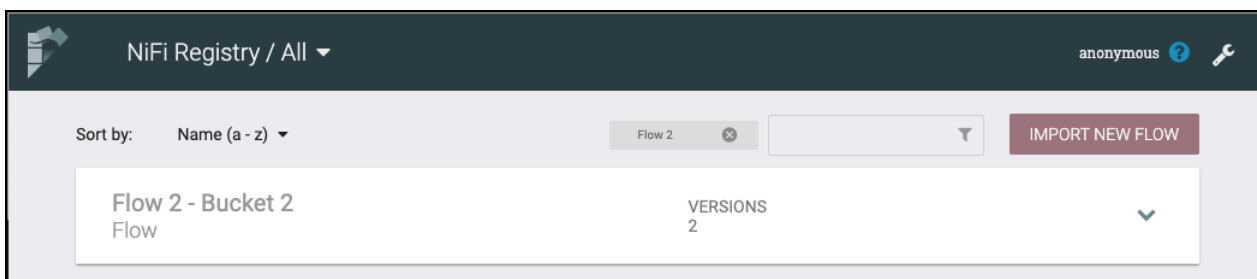 NiFi Registry / All
anonymous
Sort by: Name (a - z)
Flow 2
IMPORT NEW FLOW
Flow 2 - Bucket 2
Flow
VERSIONS
2